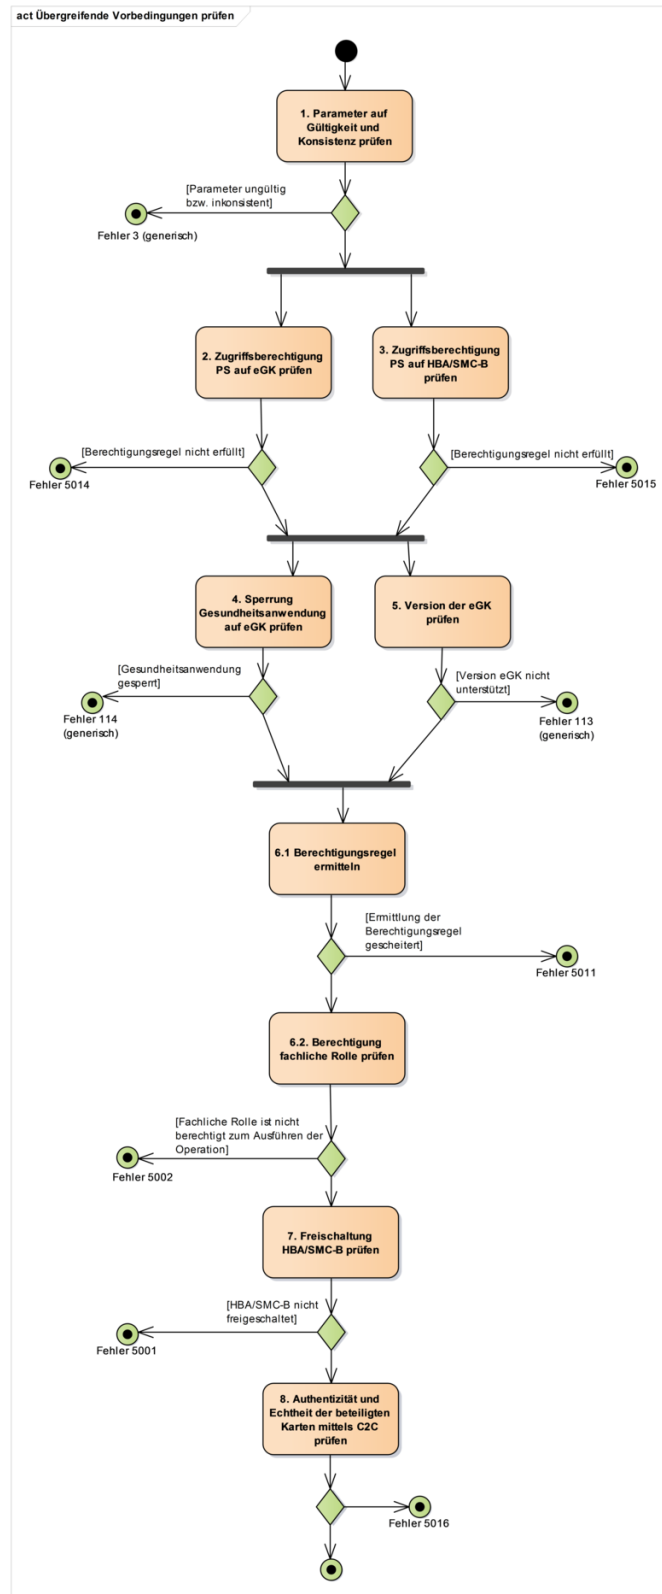 act Übergreifende Vorbedingungen prüfen
1. Parameter auf
Gültigkeit und
Konsistenz prüfen
[Parameter ungültig
bzw. inkonsistent]
Fehler 3 (generisch)
2. Zugriffsberechtigung
PS auf eGK prüfen
3. Zugriffsberechtigung
PS auf HBA/SMC-B
prüfen
[Berechtigungsregel nicht erfüllt]
Fehler 5014
[Berechtigungsregel nicht erfüllt]
Fehler 5015
4. Sperrung
Gesundheitsanwendung
auf eGK prüfen
5. Version der eGK
prüfen
[Gesundheitsanwendung
gesperrt]
Fehler 114
(generisch)
[Version eGK nicht
unterstützt]
Fehler 113
(generisch)
6.1 Berechtigungsregel
ermitteln
[Ermittlung der
Berechtigungsregel
gescheitert]
Fehler 5011
6.2. Berechtigung
fachliche Rolle prüfen
[Fachliche Rolle ist nicht
berechtigt zum Ausführen der
Operation]
Fehler 5002
7. Freischaltung
HBA/SMC-B prüfen
[HBA/SMC-B nicht
freigeschaltet]
Fehler 5001
8. Authentizität und
Echtheit der beteiligten
Karten mittels C2C
prüfen
Fehler 5016